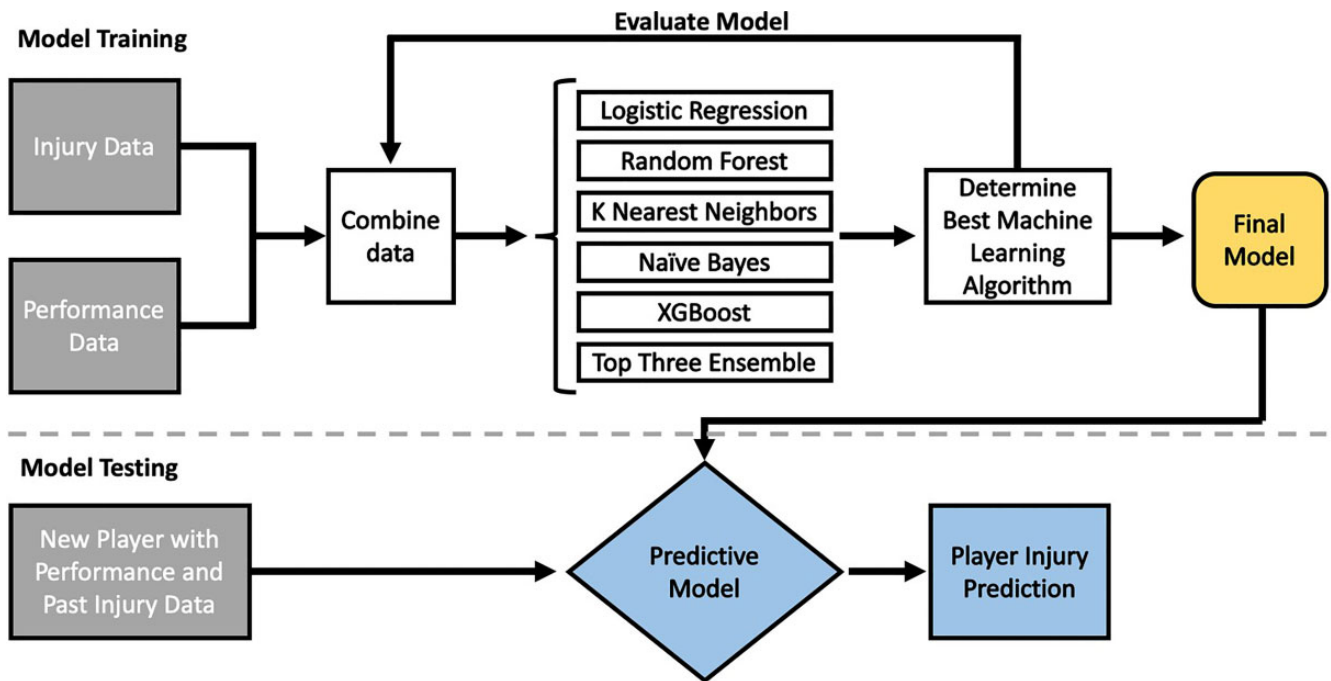 Evaluate Model
Model Training
Injury Data
Performance
Data
Combine
data
Logistic Regression
Random Forest
K Nearest Neighbors
Naïve Bayes
XGBoost
Top Three Ensemble
Determine
Best Machine
Learning
Algorithm
Final
Model
Model Testing
New Player with
Performance and
Past Injury Data
Predictive
Model
Player Injury
Prediction